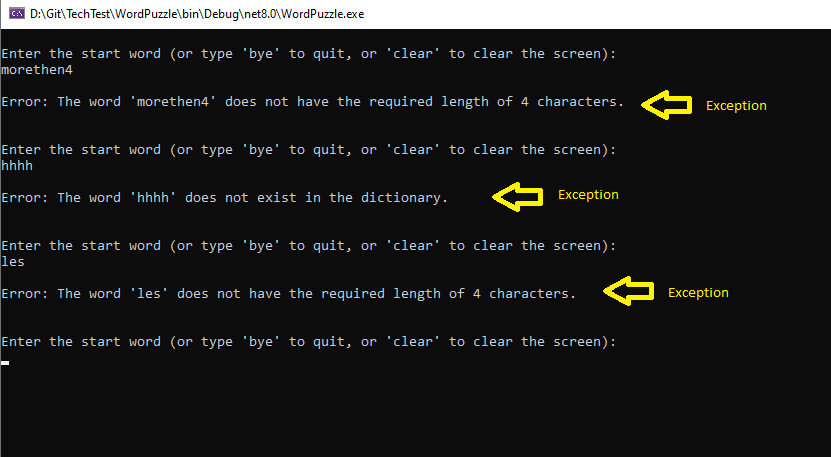 D:\Git\TechTest\WordPuzzle\bin\Debug\net8.0\WordPuzzle.exe
Enter the start word (or type 'bye' to quit, or 'clear' to clear the screen):
morethen4
Error: The word 'morethen4' does not have the required length of 4 characters. Exception
Enter the start word (or type 'bye' to quit, or 'clear' to clear the screen):
hhhh
Error: The word 'hhhh' does not exist in the dictionary. Exception
Enter the start word (or type 'bye' to quit, or 'clear' to clear the screen):
les
Error: The word 'les' does not have the required length of 4 characters. Exception
Enter the start word (or type 'bye' to quit, or 'clear' to clear the screen):